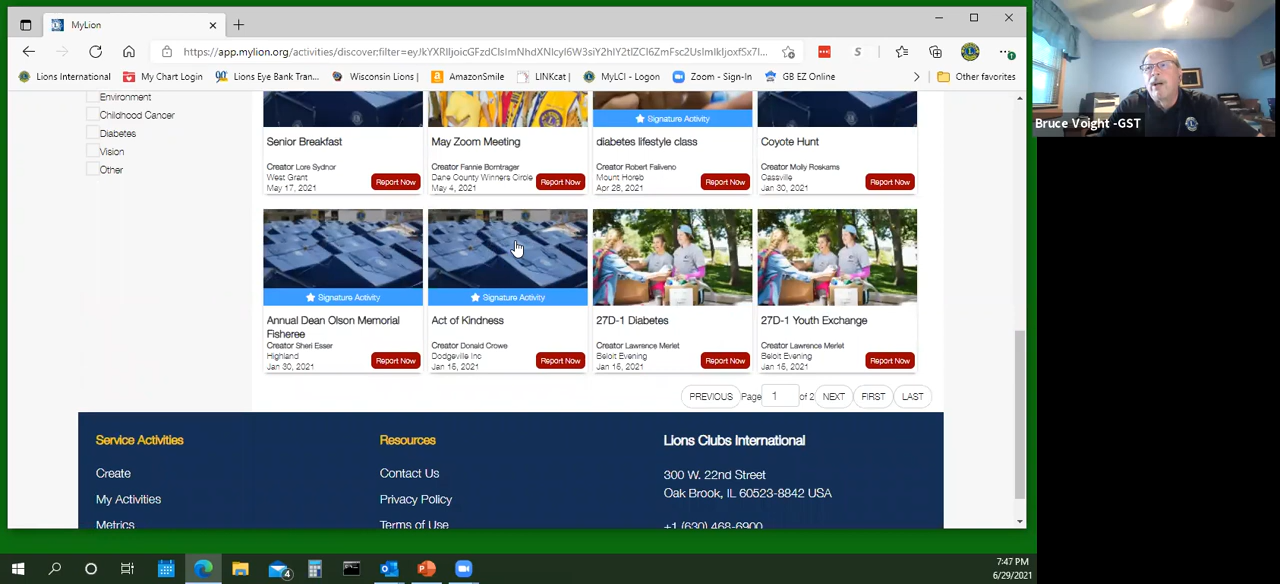 MyLion
https://app.mylion.org/activities/discover:filter=
Lions International
My Chart Login
Lions Eye Bank Tran...
Wisconsin Lions |
AmazonSmile
LINKcat |
MyLCI - Logon
Zoom - Sign-In
GB EZ Online
Other favorites
Bruce Voight -GST
Environment
Childhood Cancer
Diabetes
Vision
Other
Signature Activity
Senior Breakfast
May Zoom Meeting
diabetes lifestyle class
Coyote Hunt
Creator Lore Sydnor
West Grant
May 17, 2021
Report Now
Creator Fannie Borntrager
Dane County Winners Circle
May 4, 2021
Report Now
Creator Robert Faliveno
Mount Horeb
Apr 28, 2021
Report Now
Creator Molly Roskams
Cassville
Jan 30, 2021
Report Now
Signature Activity
Signature Activity
Annual Dean Olson Memorial
Fisheree
Creator Sheri Esser
Highland
Jan 30, 2021
Report Now
Act of Kindness
Creator Donald Crowe
Dodgeville Inc
Jan 16, 2021
Report Now
27D-1 Diabetes
Creator Lawrence Merlet
Beloit Evening
Jan 15, 2021
Report Now
27D-1 Youth Exchange
Creator Lawrence Merlet
Beloit Evening
Jan 15, 2021
Report Now
PREVIOUS Page 1 of 2 NEXT FIRST LAST
Service Activities
Create
My Activities
Metrics
Resources
Contact Us
Privacy Policy
Terms of Use
Lions Clubs International
300 W. 22nd Street
Oak Brook, IL 60523-8842 USA
+1 (630) 468-6900
4
7:47 PM
6/29/2021